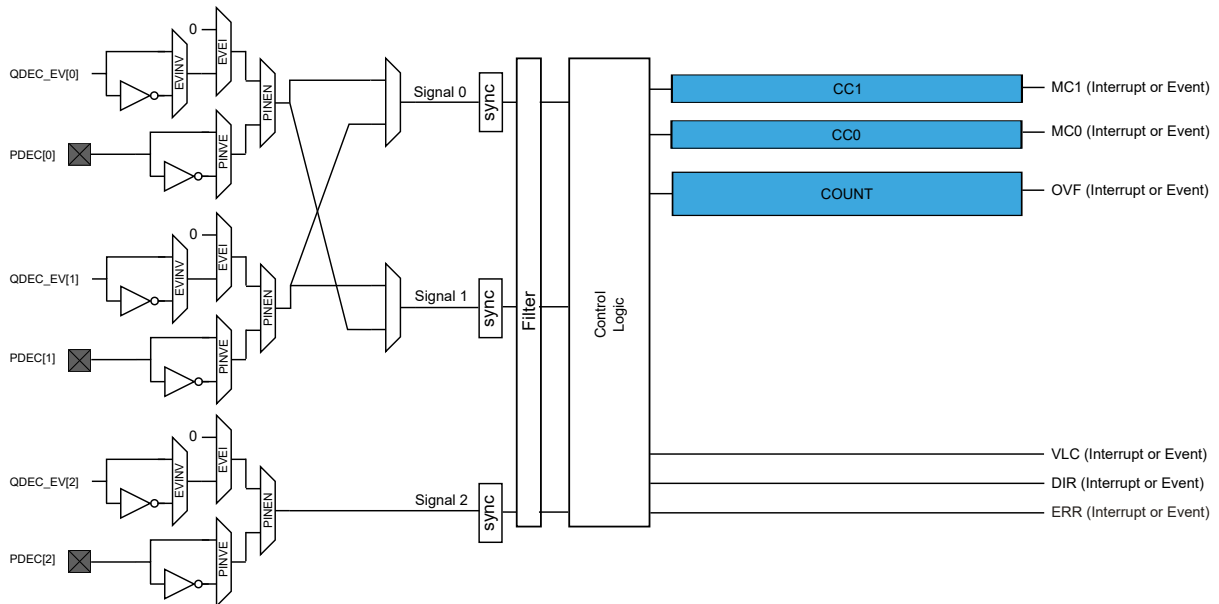 0
EVEI
EVINV
QDEC_EV[0]
PINEN
PINVE
PDEC[0]
Signal 0
sync
CC1
MC1 (Interrupt or Event)
CC0
MC0 (Interrupt or Event)
COUNT
OVF (Interrupt or Event)
0
EVEI
EVINV
QDEC_EV[1]
PINEN
PINVE
PDEC[1]
Signal 1
sync
Filter
Control
Logic
0
EVEI
EVINV
QDEC_EV[2]
PINEN
PINVE
PDEC[2]
Signal 2
sync
VLC (Interrupt or Event)
DIR (Interrupt or Event)
ERR (Interrupt or Event)